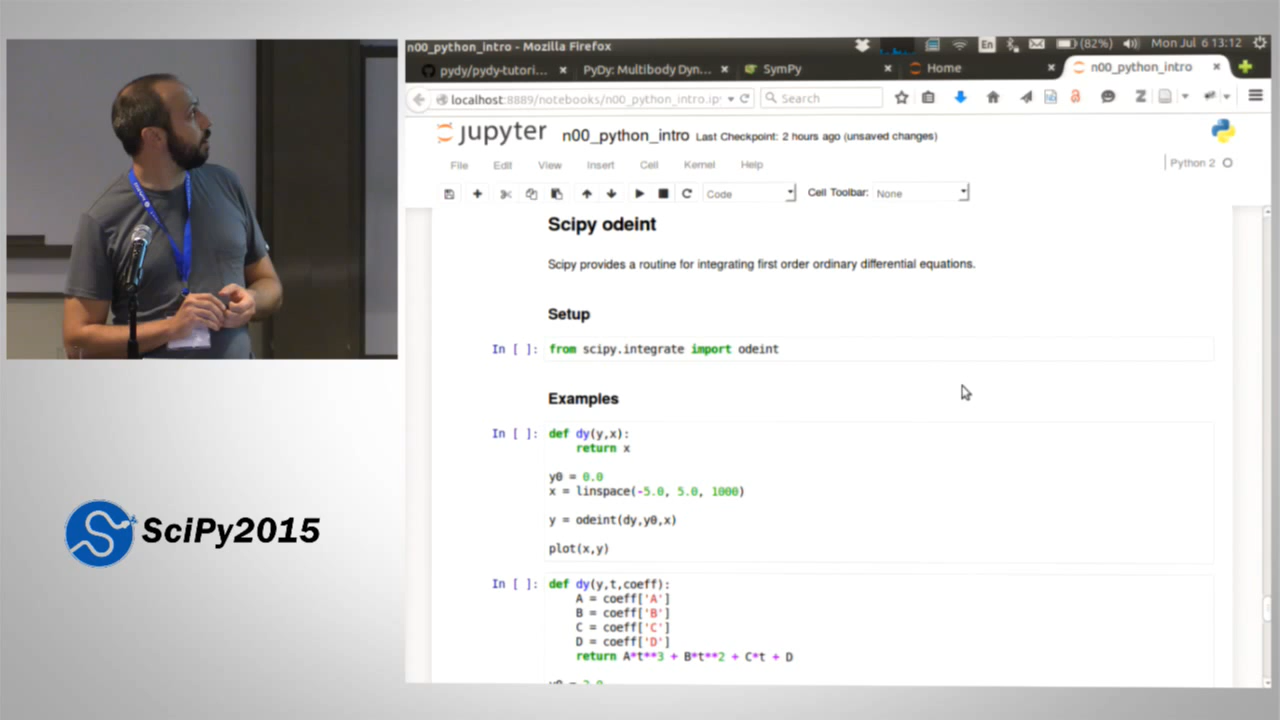 n00_python_intro - Mozilla Firefox
En
(82%)
Mon Jul 6 13:12
pydy/pydy-tutori...
PyDy: Multibody Dyn...
SymPy
Home
n00_python_intro
localhost:8889/notebooks/n00_python_intro.ip
Search
jupyter n00_python_intro Last Checkpoint: 2 hours ago (unsaved changes)
File Edit View Insert Cell Kernel Help
Python 2
Code
Cell Toolbar: None
Scipy odeint
Scipy provides a routine for integrating first order ordinary differential equations.
Setup
In [ ]: from scipy.integrate import odeint
Examples
In [ ]: def dy(y,x):
return x
y0 = 0.0
x = linspace(-5.0, 5.0, 1000)
y = odeint(dy,y0,x)
plot(x,y)
In [ ]: def dy(y,t,coeff):
A = coeff['A']
B = coeff['B']
C = coeff['C']
D = coeff['D']
return A*t**3 + B*t**2 + C*t + D
SciPy2015